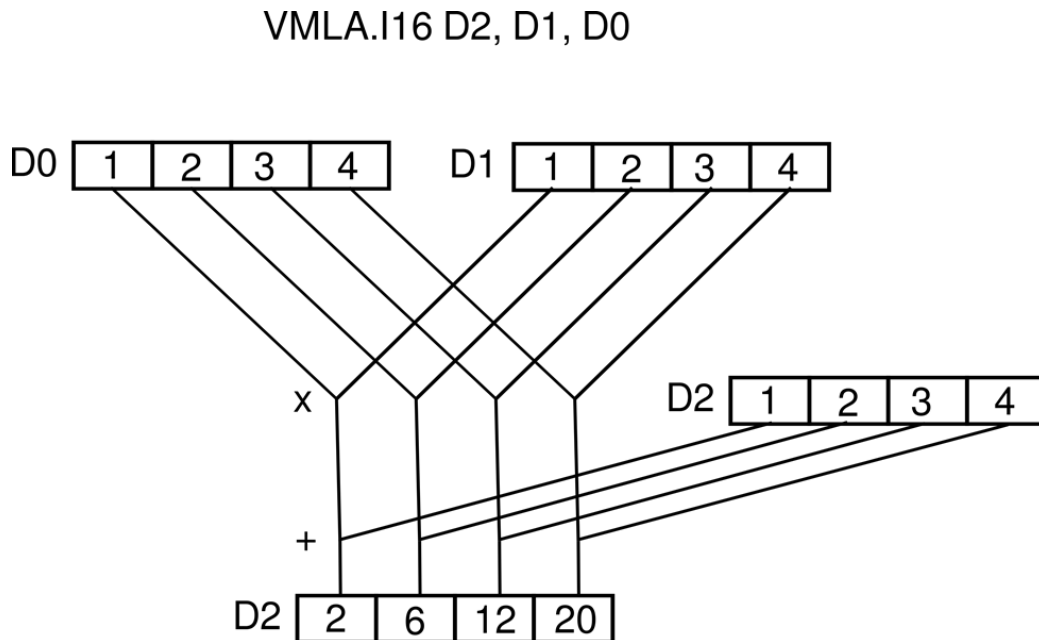 VMLA.I16 D2, D1, D0
D0 1 2 3 4 D1 1 2 3 4
x D2 1 2 3 4
+
D2 2 6 12 20